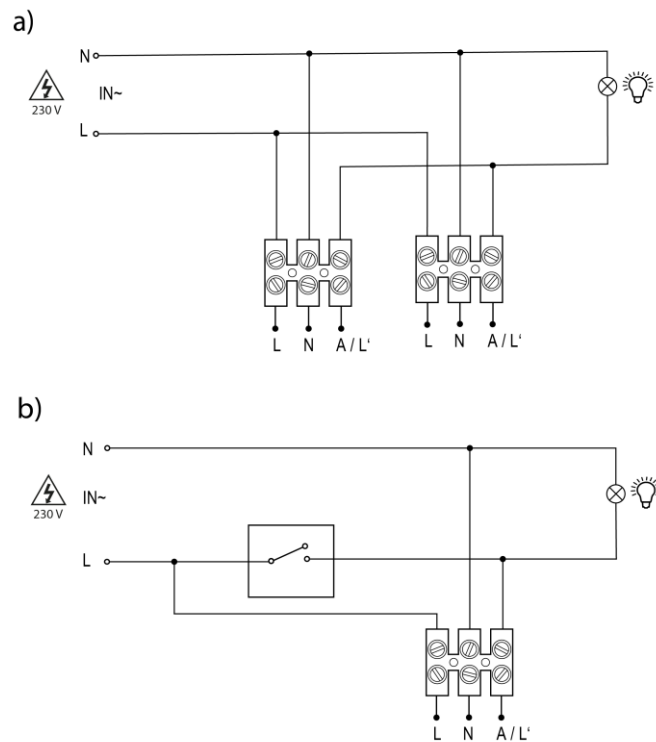 a)
N
IN~
230 V
L
L N A / L‘ L N A / L‘
b)
N
IN~
230 V
L
L N A / L‘